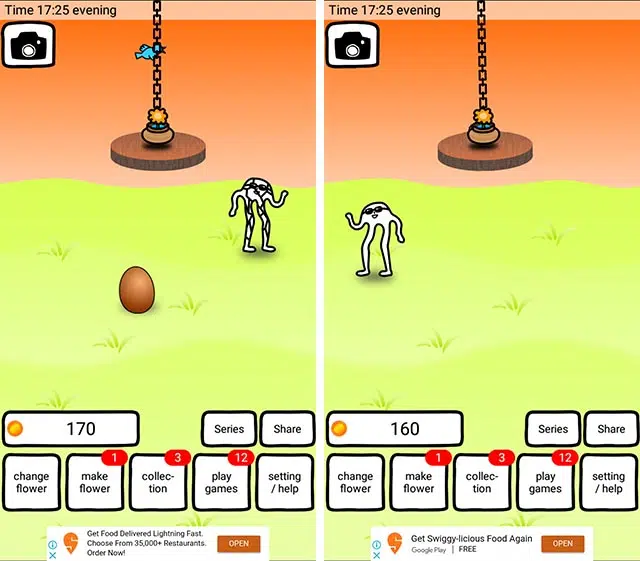 Time 17:25 evening
170
Series
Share
1
3
12
change
flower
make
flower
collec-
tion
play
games
setting
/ help
Get Food Delivered Lightning Fast.
Choose From 35,000+ Restaurants.
Order Now!
OPEN
Time 17:25 evening
160
Series
Share
1
3
12
change
flower
make
flower
collec-
tion
play
games
setting
/ help
Get Swiggy-licious Food Again
Google Play | FREE
OPEN